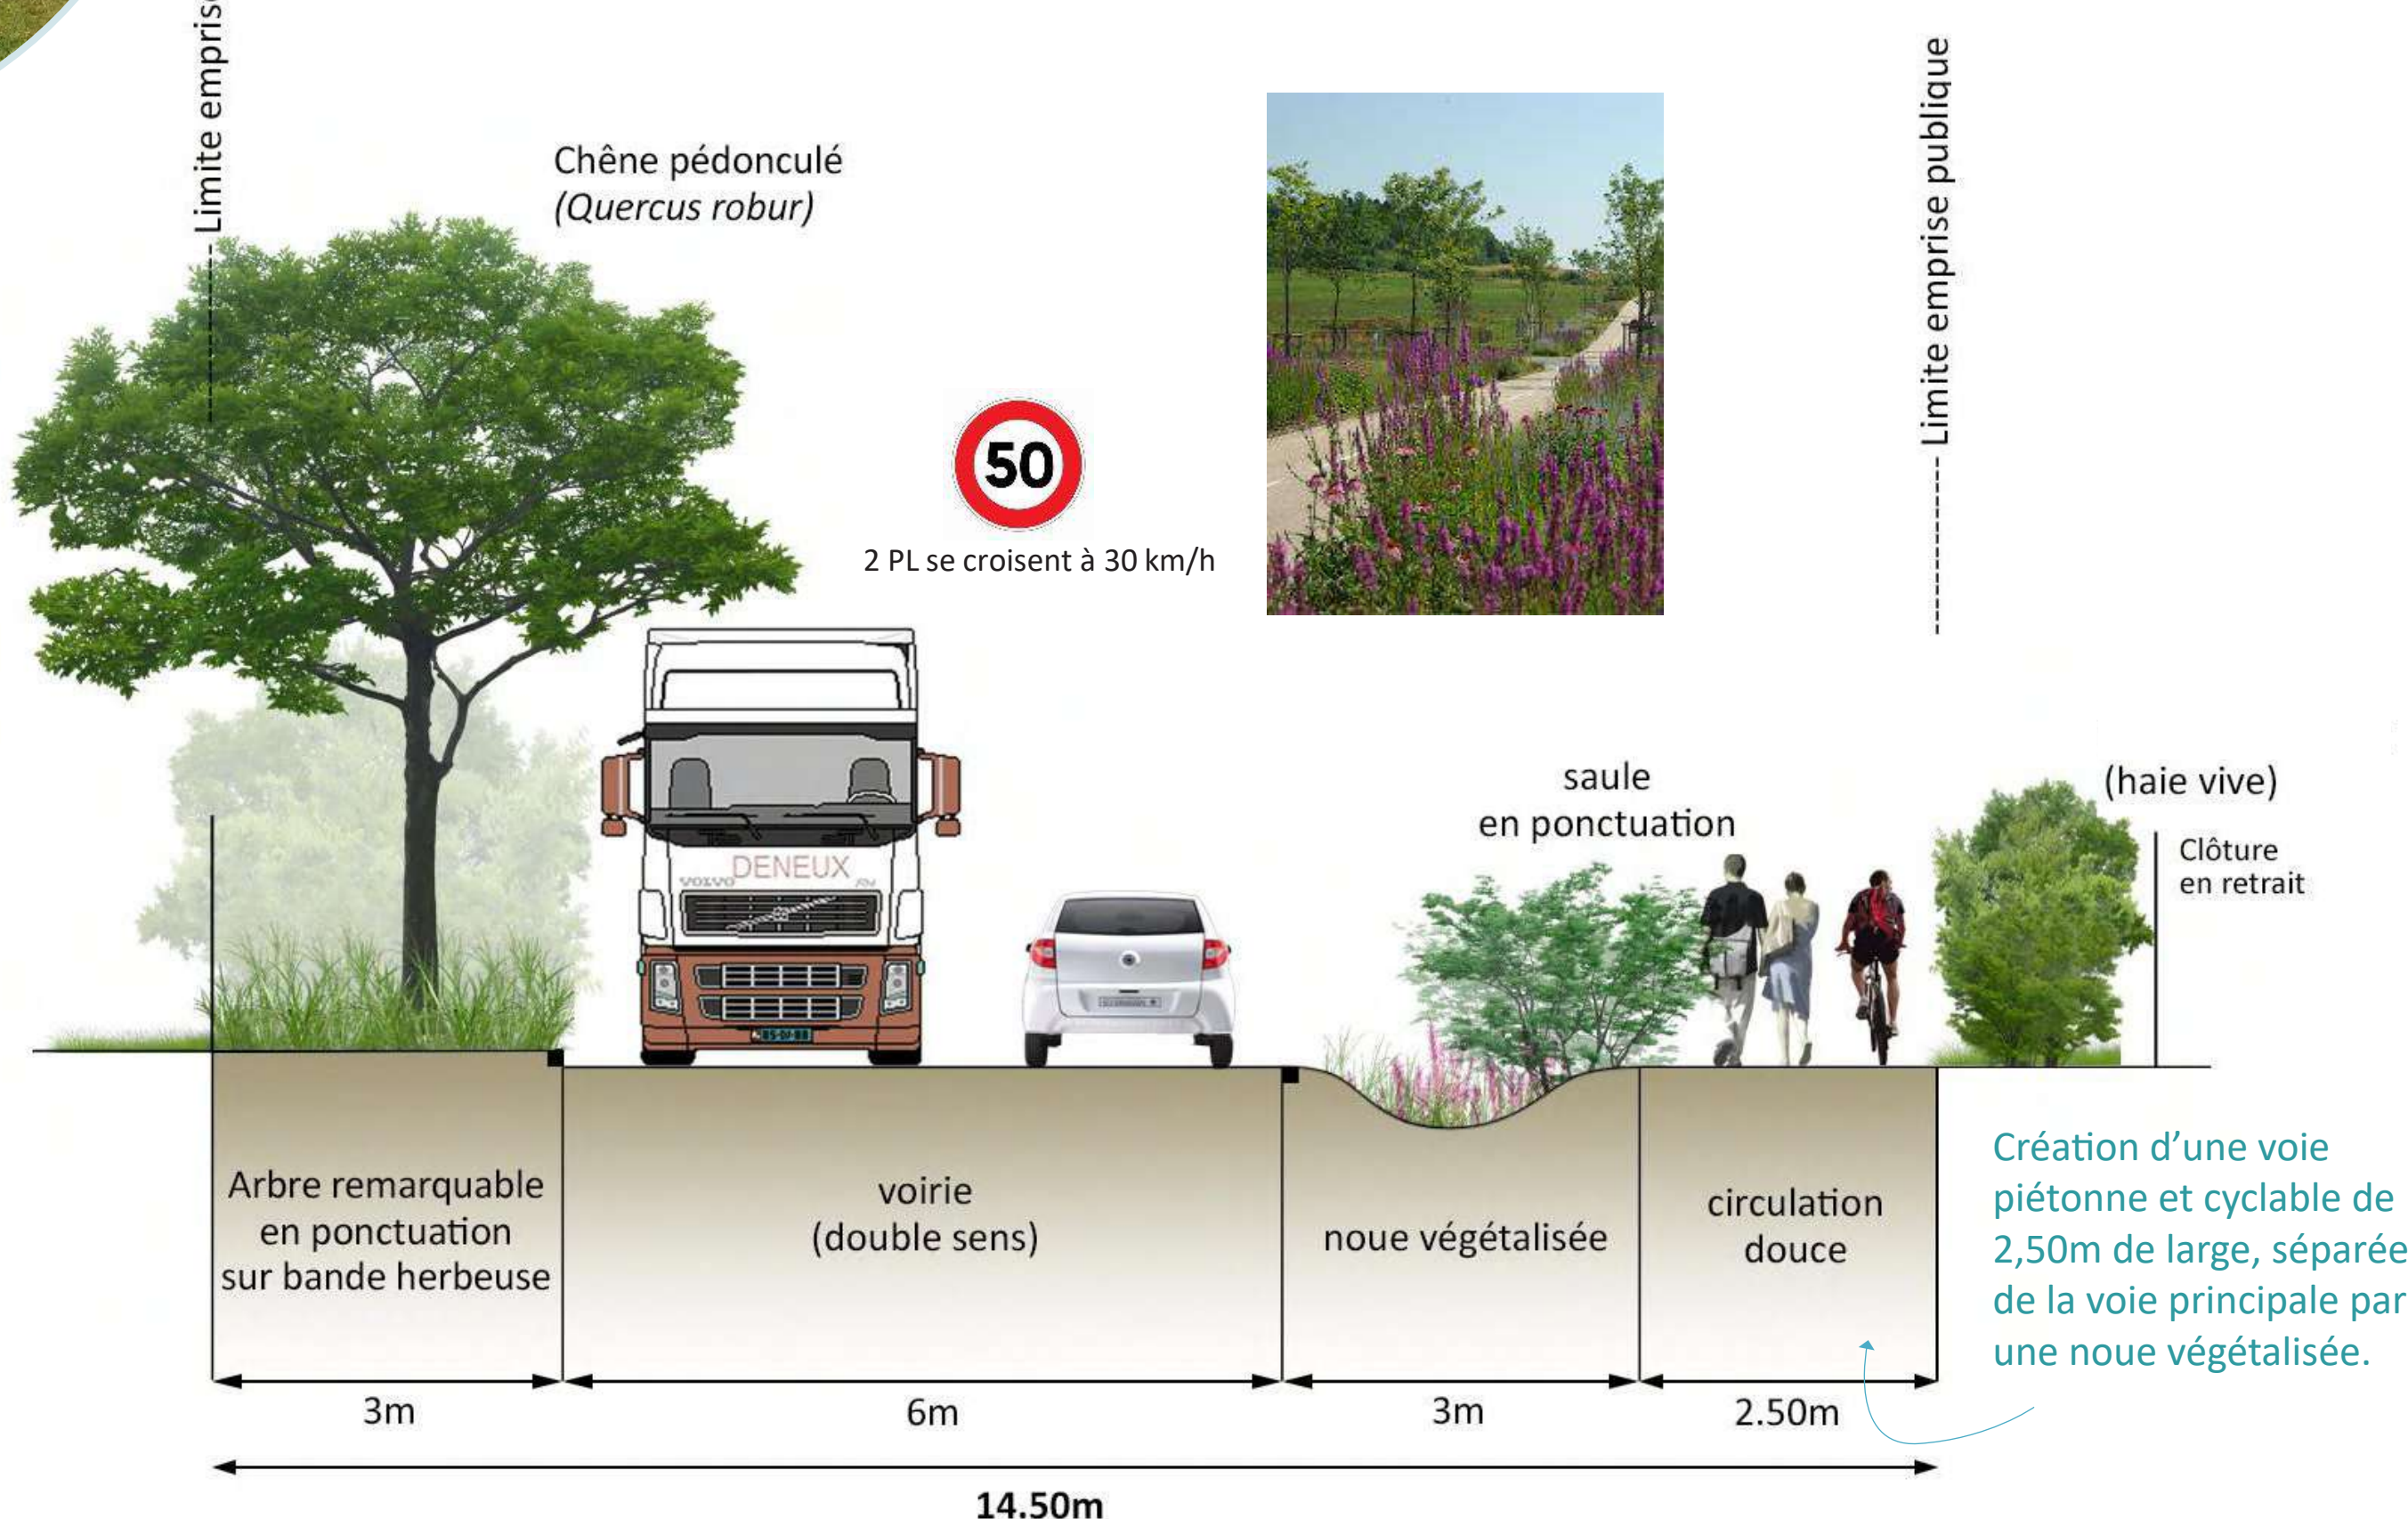 Limite emprise
Limite emprise publique
Chêne pédonculé
(Quercus robur)
50
2 PL se croisent à 30 km/h
saule
en ponctuation
(haie vive)
Clôture
en retrait
DENEUX
VOLVO
Arbre remarquable
en ponctuation
sur bande herbeuse
voirie
(double sens)
noue végétalisée
circulation
douce
Création d'une voie
piétonne et cyclable de
2,50m de large, séparée
de la voie principale par
une noue végétalisée.
3m
6m
3m
2.50m
14.50m